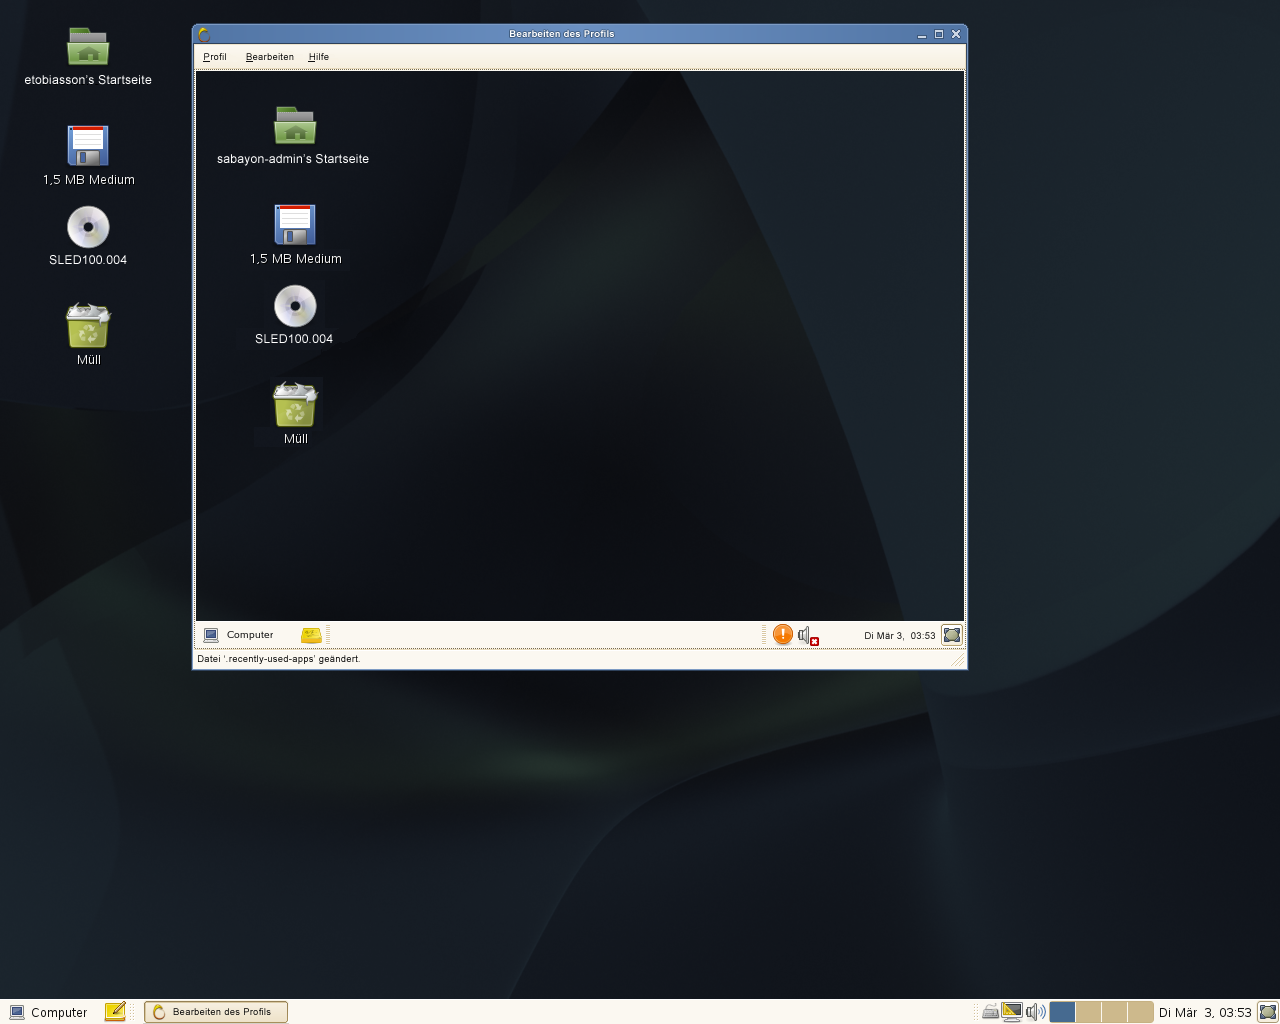 etobiasson's Startseite
1,5 MB Medium
SLED100.004
Müll
Bearbeiten des Profils
Profil Bearbeiten Hilfe
sabayon-admin's Startseite
1,5 MB Medium
SLED100.004
Müll
Computer Di Mär 3, 03:53
Datei '.recently-used-apps' geändert.
Computer Bearbeiten des Profils Di Mär 3, 03:53